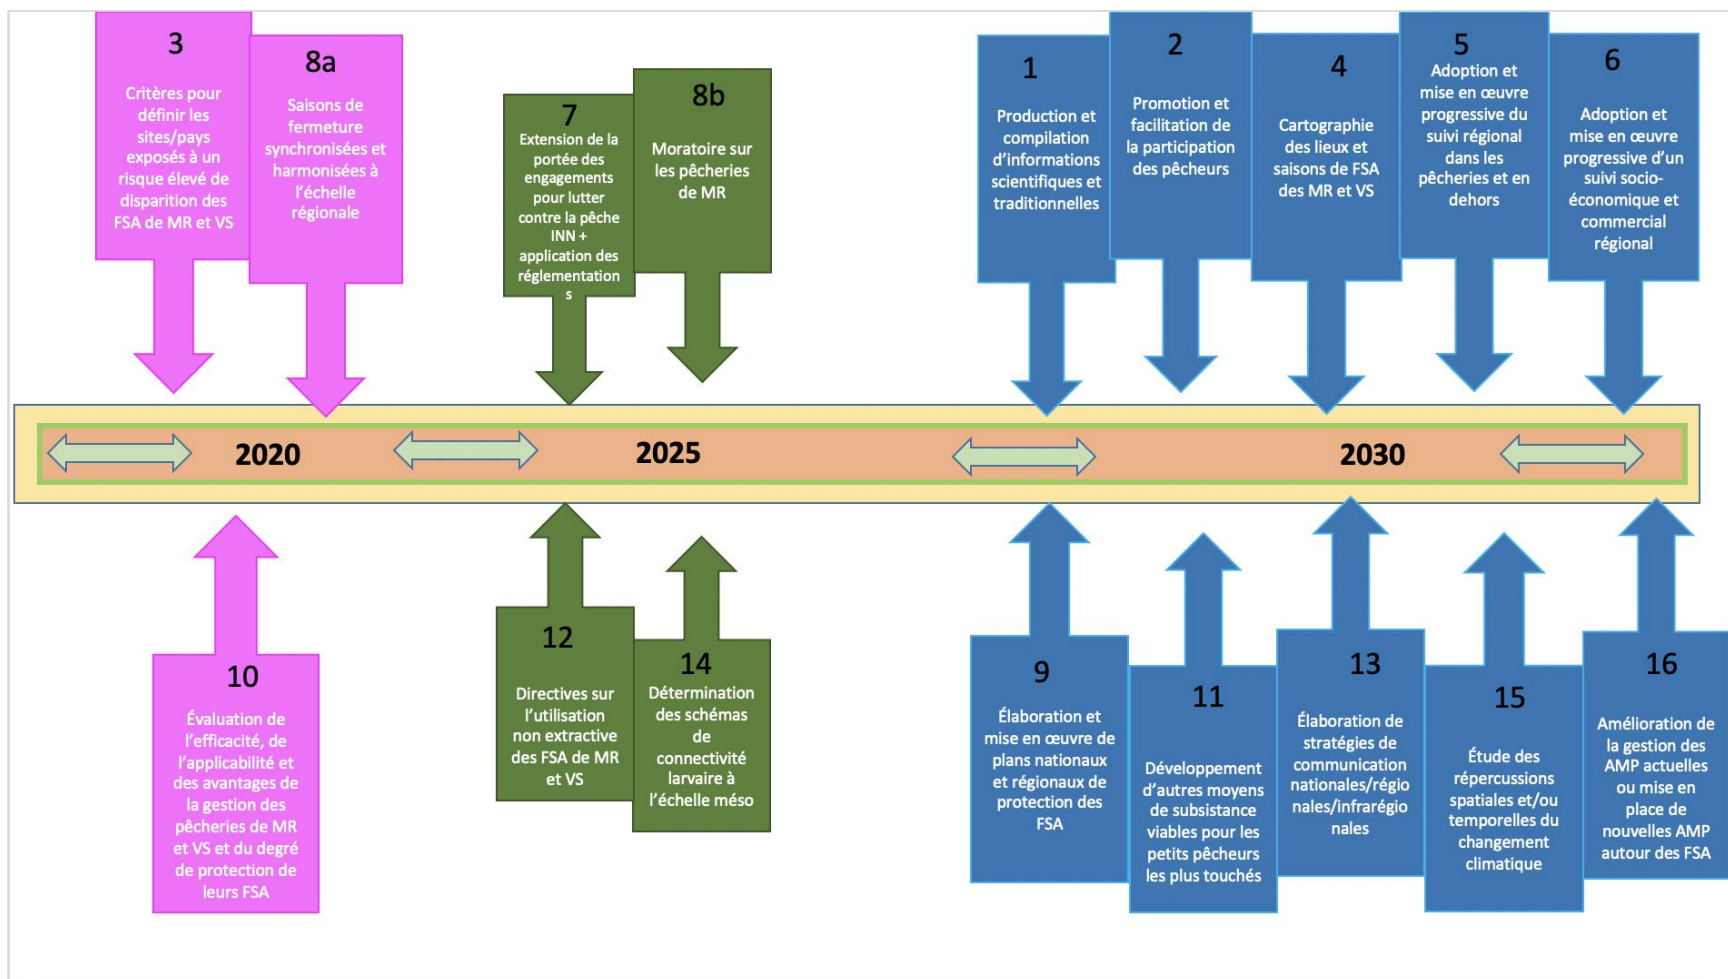 3
Critères pour
définir les
sites/pays
exposés à un
risque élevé de
disparition des
FSA de MR et VS
8a
Saisons de
fermeture
synchronisées et
harmonisées à
l'échelle
régionale
7
Extension de la
portée des
engagements
pour lutter
contre la pêche
INN +
application des
réglementation
s
8b
Moratoire sur
les pêcheries
de MR
1
Production et
compilation
d'informations
scientifiques et
traditionnelles
2
Promotion et
facilitation de
la participation
des pêcheurs
4
Cartographie
des lieux et
saisons de FSA
des MR et VS
5
Adoption et
mise en œuvre
progressive du
suivi régional
dans les
pêcheries et en
dehors
6
Adoption et
mise en œuvre
progressive d'un
suivi socio-
économique et
commercial
régional
2020
2025
2030
10
Évaluation de
l'efficacité, de
l'applicabilité et
des avantages de
la gestion des
pêcheries de MR
et VS et du degré
de protection de
leurs FSA
12
Directives sur
l'utilisation
non extractive
des FSA de MR
et VS
14
Détermination
des schémas
de
connectivité
larvaire à
l'échelle méso
9
Élaboration et
mise en œuvre de
plans nationaux
et régionaux de
protection des
FSA
11
Développement
d'autres moyens
de subsistance
viables pour les
petits pêcheurs
les plus touchés
13
Élaboration de
stratégies de
communication
nationales/régio
nales/infrarégio
nales
15
Étude des
répercussions
spatiales et/ou
temporelles du
changement
climatique
16
Amélioration de
la gestion des
AMP actuelles
ou mise en
place de
nouvelles AMP
autour des FSA